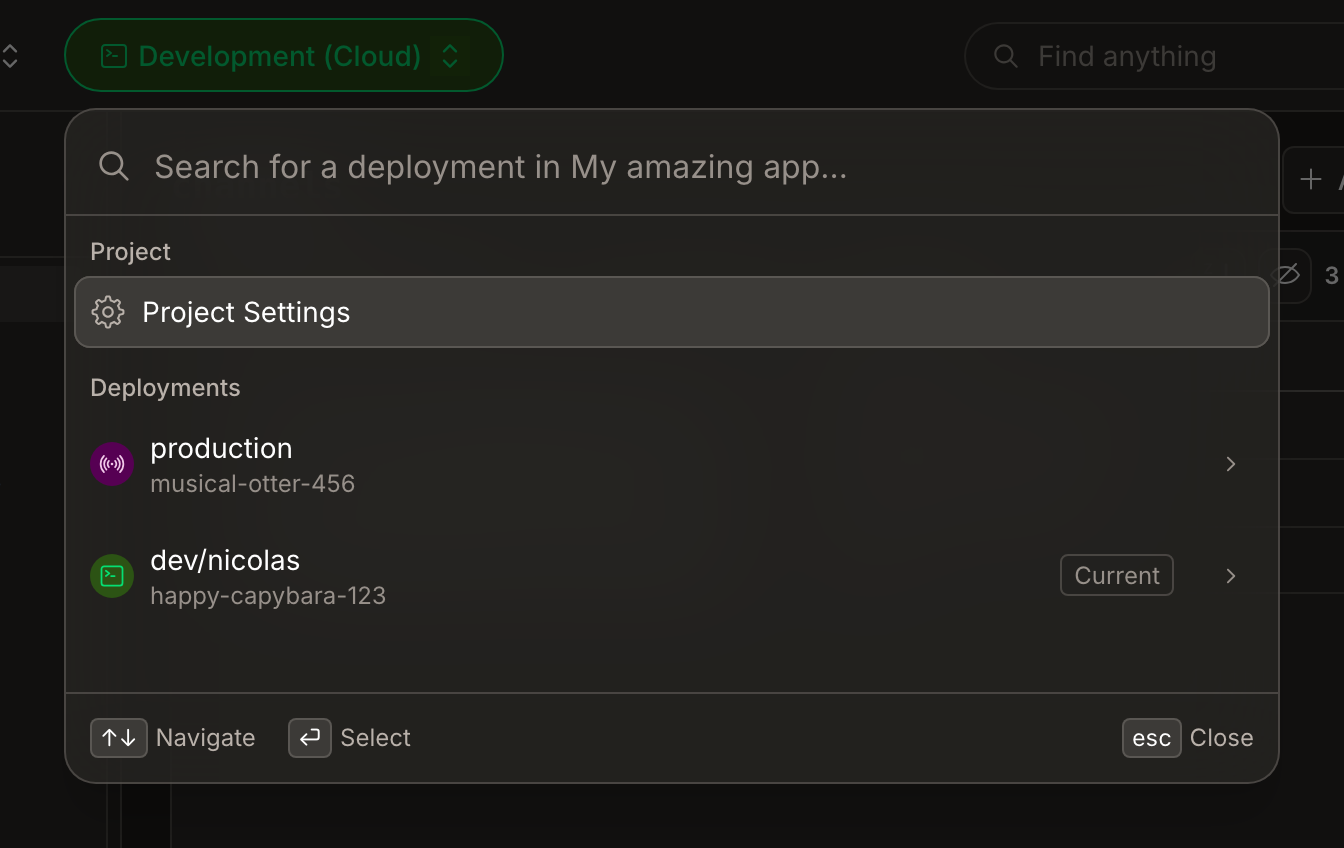 Development (Cloud)
Find anything
Search for a deployment in My amazing app...
Project
Project Settings
3
Deployments
production
musical-otter-456
dev/nicolas
happy-capybara-123
Current
↑↓ Navigate
Select
esc Close